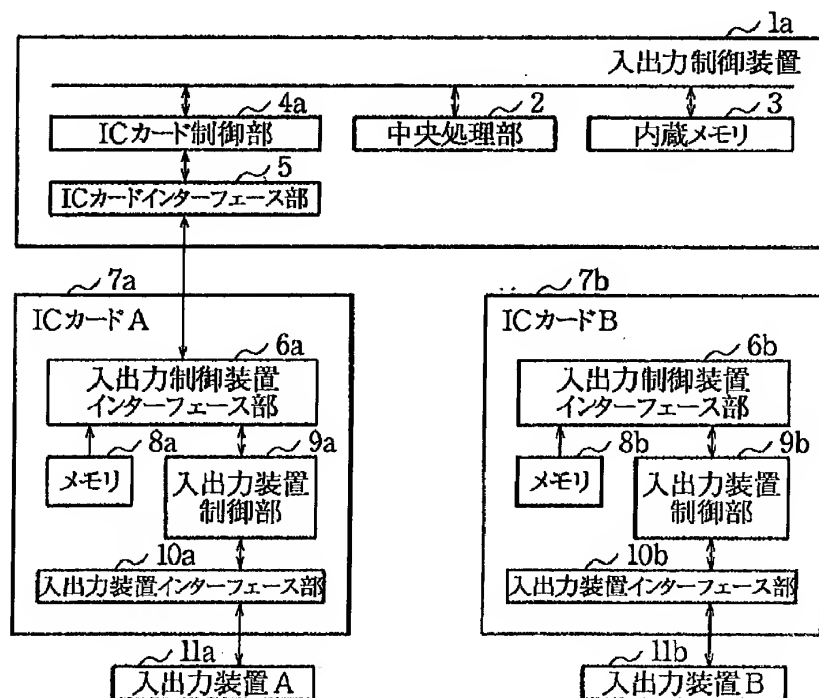 1a
入出力制御装置
4a
2
3
ICカード制御部
中央処理部
内蔵メモリ
5
ICカードインターフェース部
7a
ICカードA
6a
入出力制御装置
インターフェース部
8a
9a
メモリ
入出力装置
制御部
10a
入出力装置インターフェース部
11a
入出力装置A
7b
ICカードB
6b
入出力制御装置
インターフェース部
8b
9b
メモリ
入出力装置
制御部
10b
入出力装置インターフェース部
11b
入出力装置B